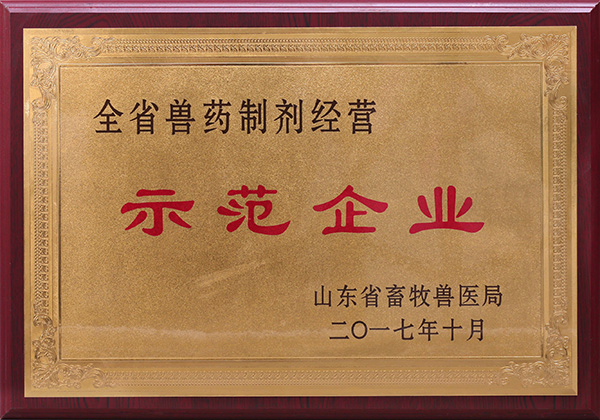 全省兽药制剂经营
示范企业
山东省畜牧兽医局
二〇一七年十月